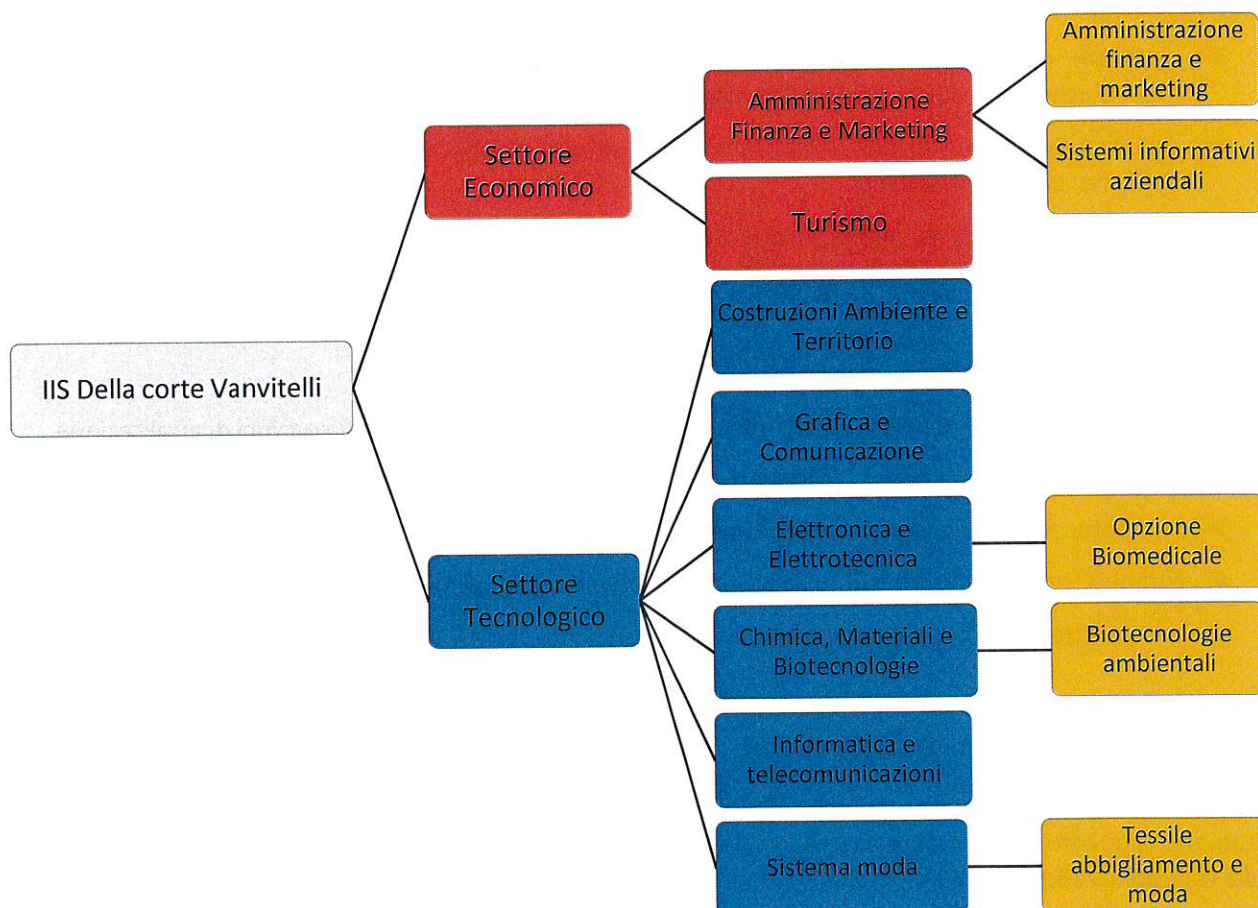 Amministrazione
finanza e
marketing
Amministrazione
Finanza e Marketing
Settore
Economico
Sistemi informativi
aziendali
Turismo
Costruzioni Ambiente e
Territorio
IIS Della corte Vanvitelli
Grafica e
Comunicazione
Elettronica e
Elettrotecnica
Opzione
Biomedicale
Settore
Tecnologico
Chimica, Materiali e
Biotecnologie
Biotecnologie
ambientali
Informatica e
telecomunicazioni
Sistema moda
Tessile
abbigliamento e
moda